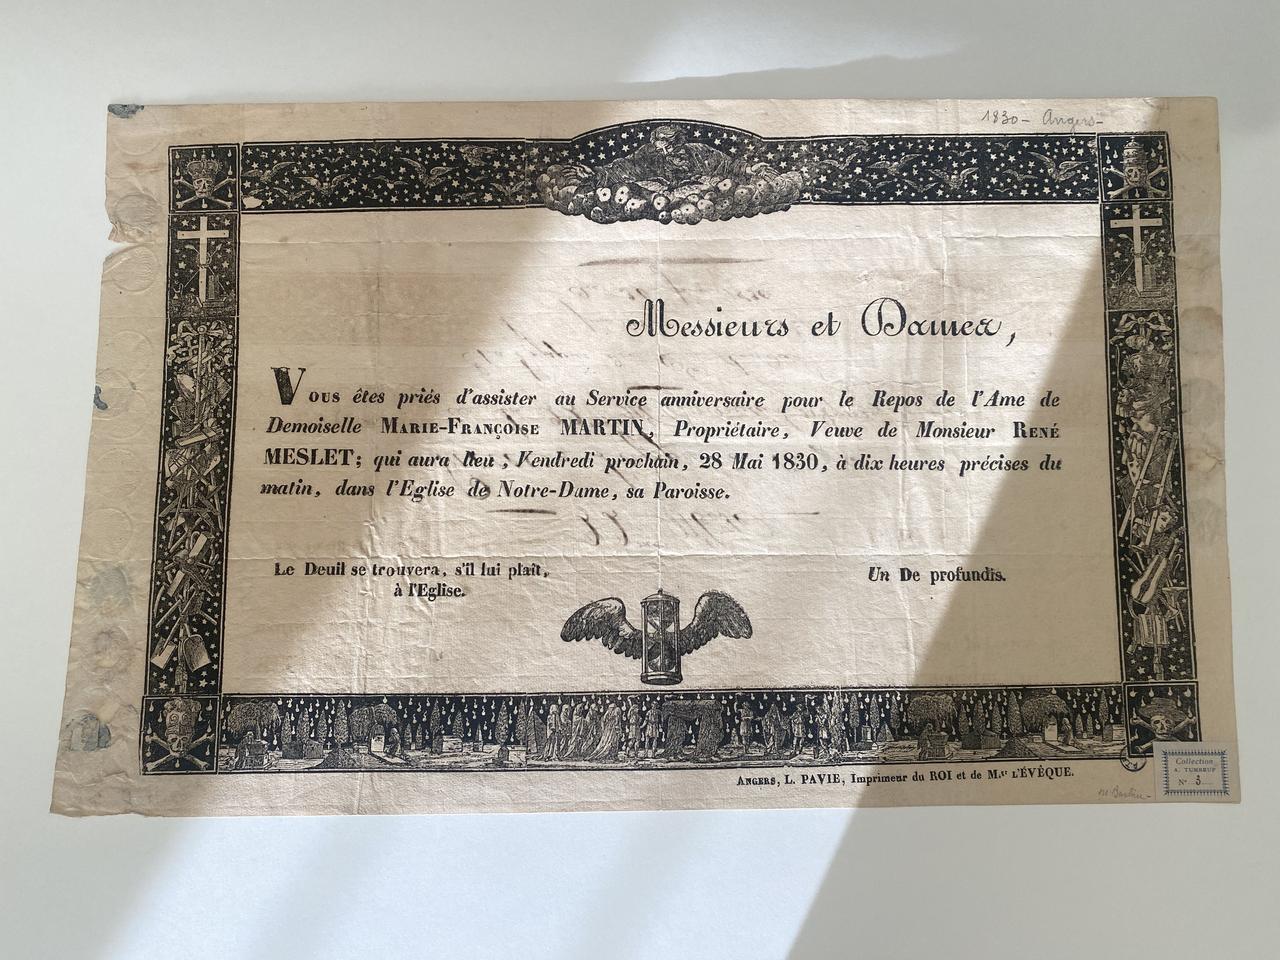 1830 - Angers -
Messieurs et Dames,
Vous êtes priés d'assister au Service anniversaire pour le Repos de l'Ame de
Demoiselle Marie-Françoise MARTIN, Propriétaire, Veuve de Monsieur René
MESLET; qui aura lieu, Vendredi prochain, 28 Mai 1830, à dix heures précises du
matin, dans l'Eglise de Notre-Dame, sa Paroisse.
Le Deuil se trouvera, s'il lui plaît,
à l'Eglise.
Un De profundis.
Angers, L. PAVIE, Imprimeur du ROI et de M.gr L'ÉVÊQUE.
Collection
A. TUMBEUF
N° 3